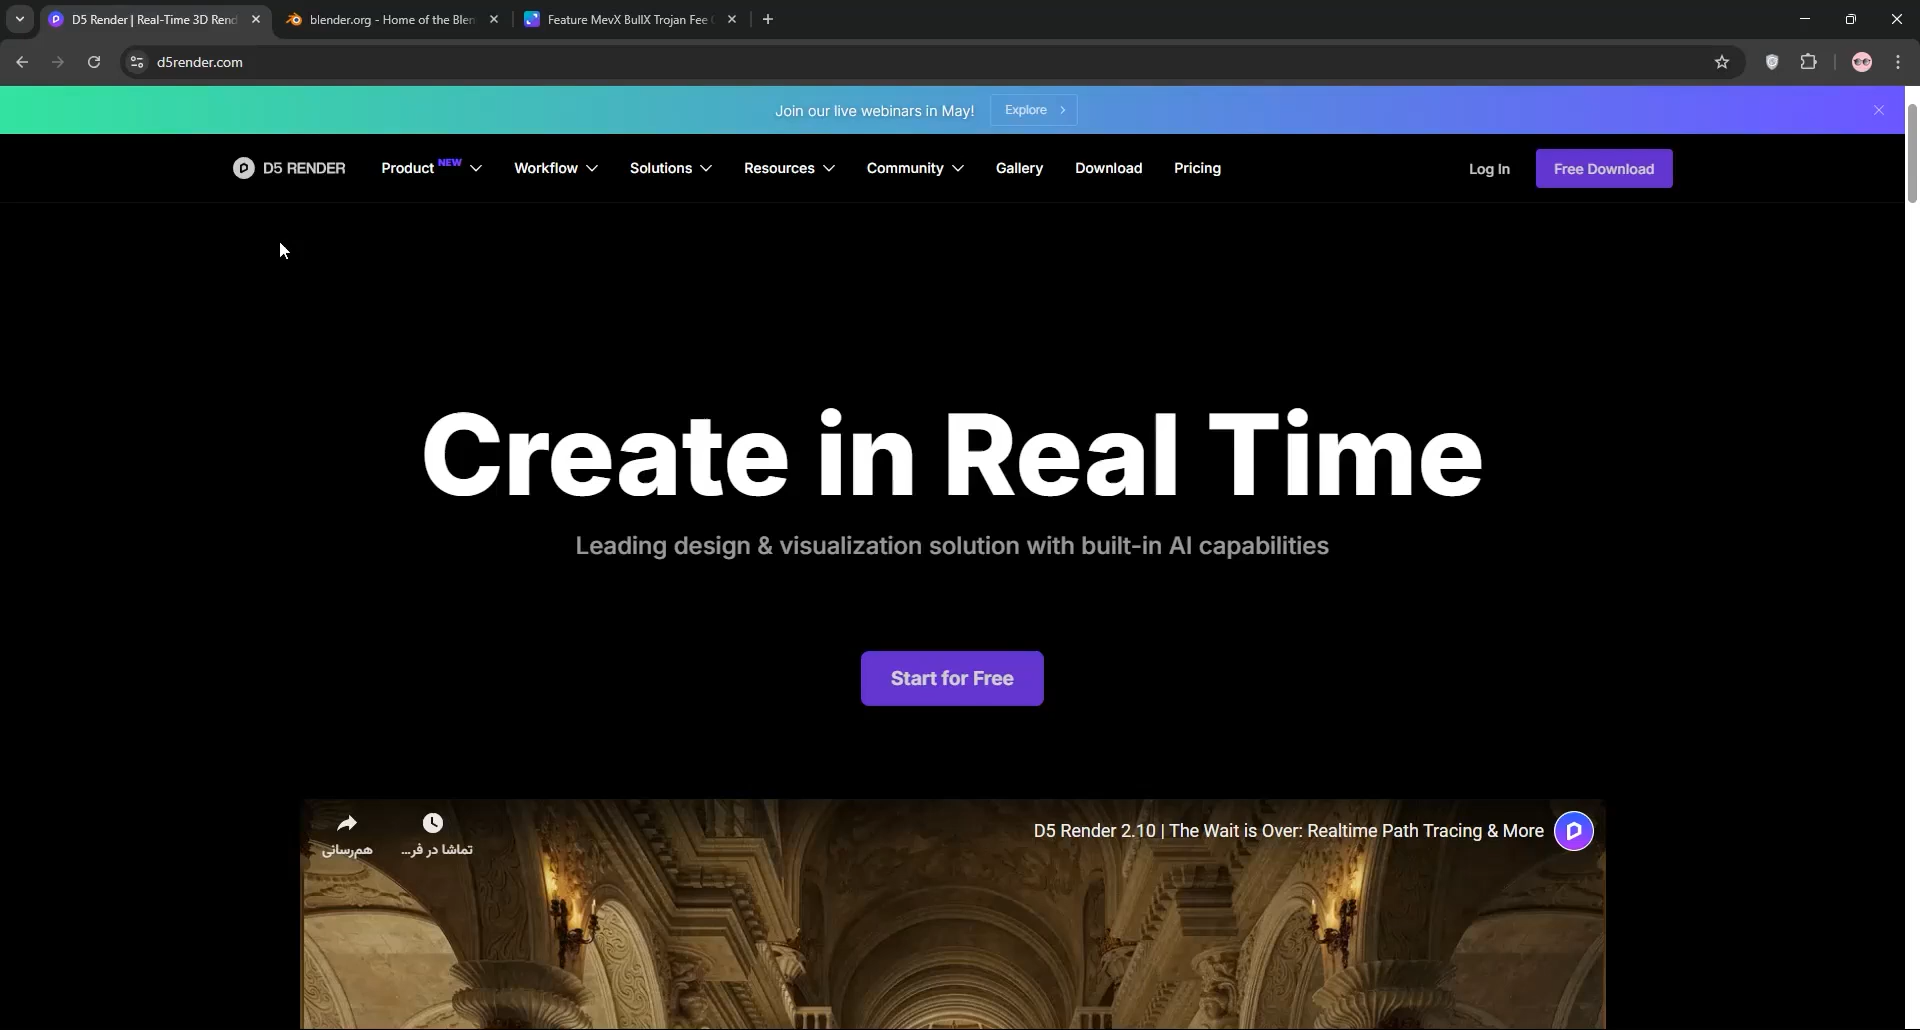 D5 Render | Real-Time 3D Rend
blender.org - Home of the Blen
Feature MevX BullX Trojan Fee
d5render.com
Join our live webinars in May!
Explore
D5 RENDER
Product NEW
Workflow
Solutions
Resources
Community
Gallery
Download
Pricing
Log In
Free Download
Create in Real Time
Leading design & visualization solution with built-in AI capabilities
Start for Free
هم‌رسانی
تماشا در فر...
D5 Render 2.10 | The Wait is Over: Realtime Path Tracing & More